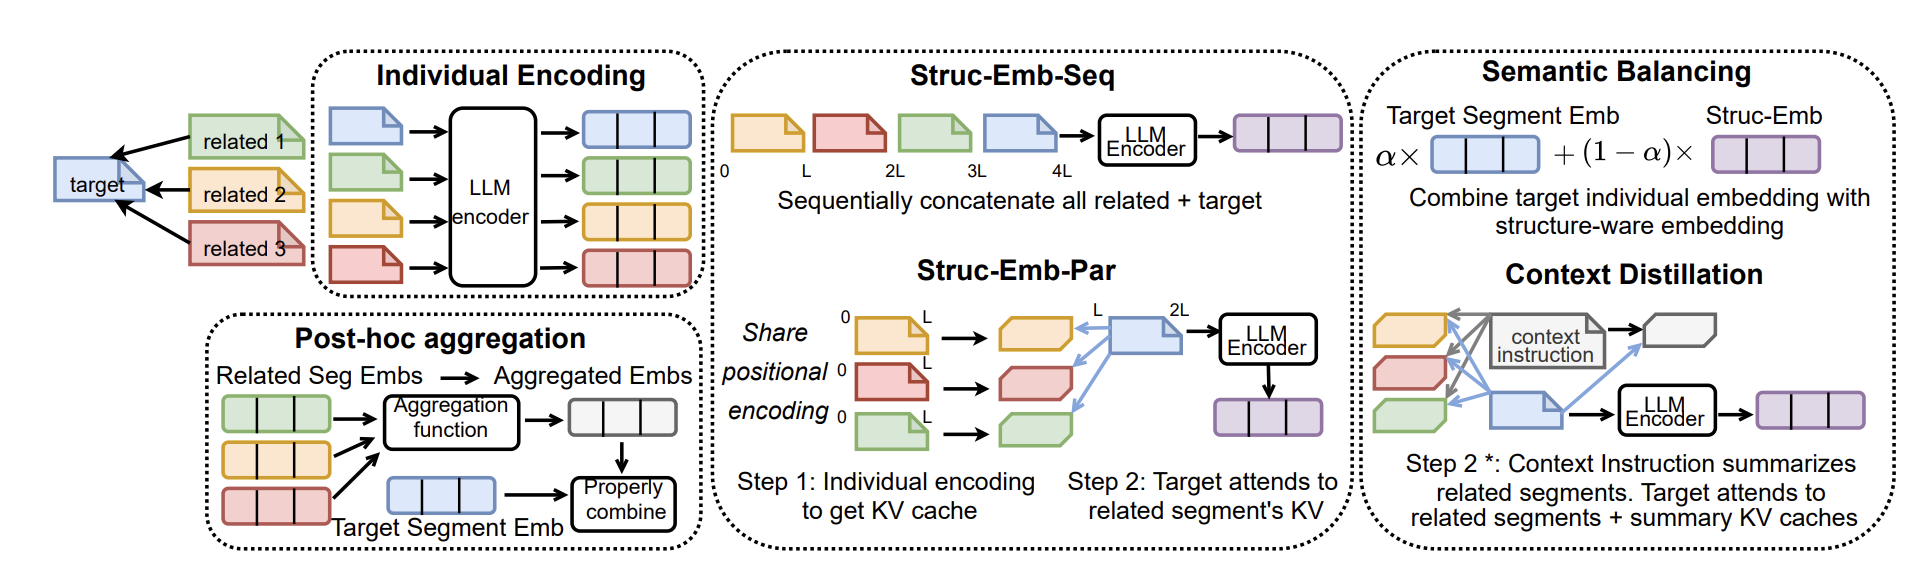 target
related 1
related 2
related 3
Individual Encoding
LLM
encoder
Post-hoc aggregation
Related Seg Embs
Aggregated Embs
Aggregation
function
Target Segment Emb
Properly
combine
Struc-Emb-Seq
0
L
2L
3L
4L
LLM
Encoder
Sequentially concatenate all related + target
Struc-Emb-Par
Share
positional
encoding
0
L
0
L
0
L
L
2L
LLM
Encoder
Step 1: Individual encoding
to get KV cache
Step 2: Target attends to
related segment's KV
Semantic Balancing
Target Segment Emb
Struc-Emb
α×
+ (1 − α)×
Combine target individual embedding with
structure-ware embedding
Context Distillation
context
instruction
LLM
Encoder
Step 2 *: Context Instruction summarizes
related segments. Target attends to
related segments + summary KV caches